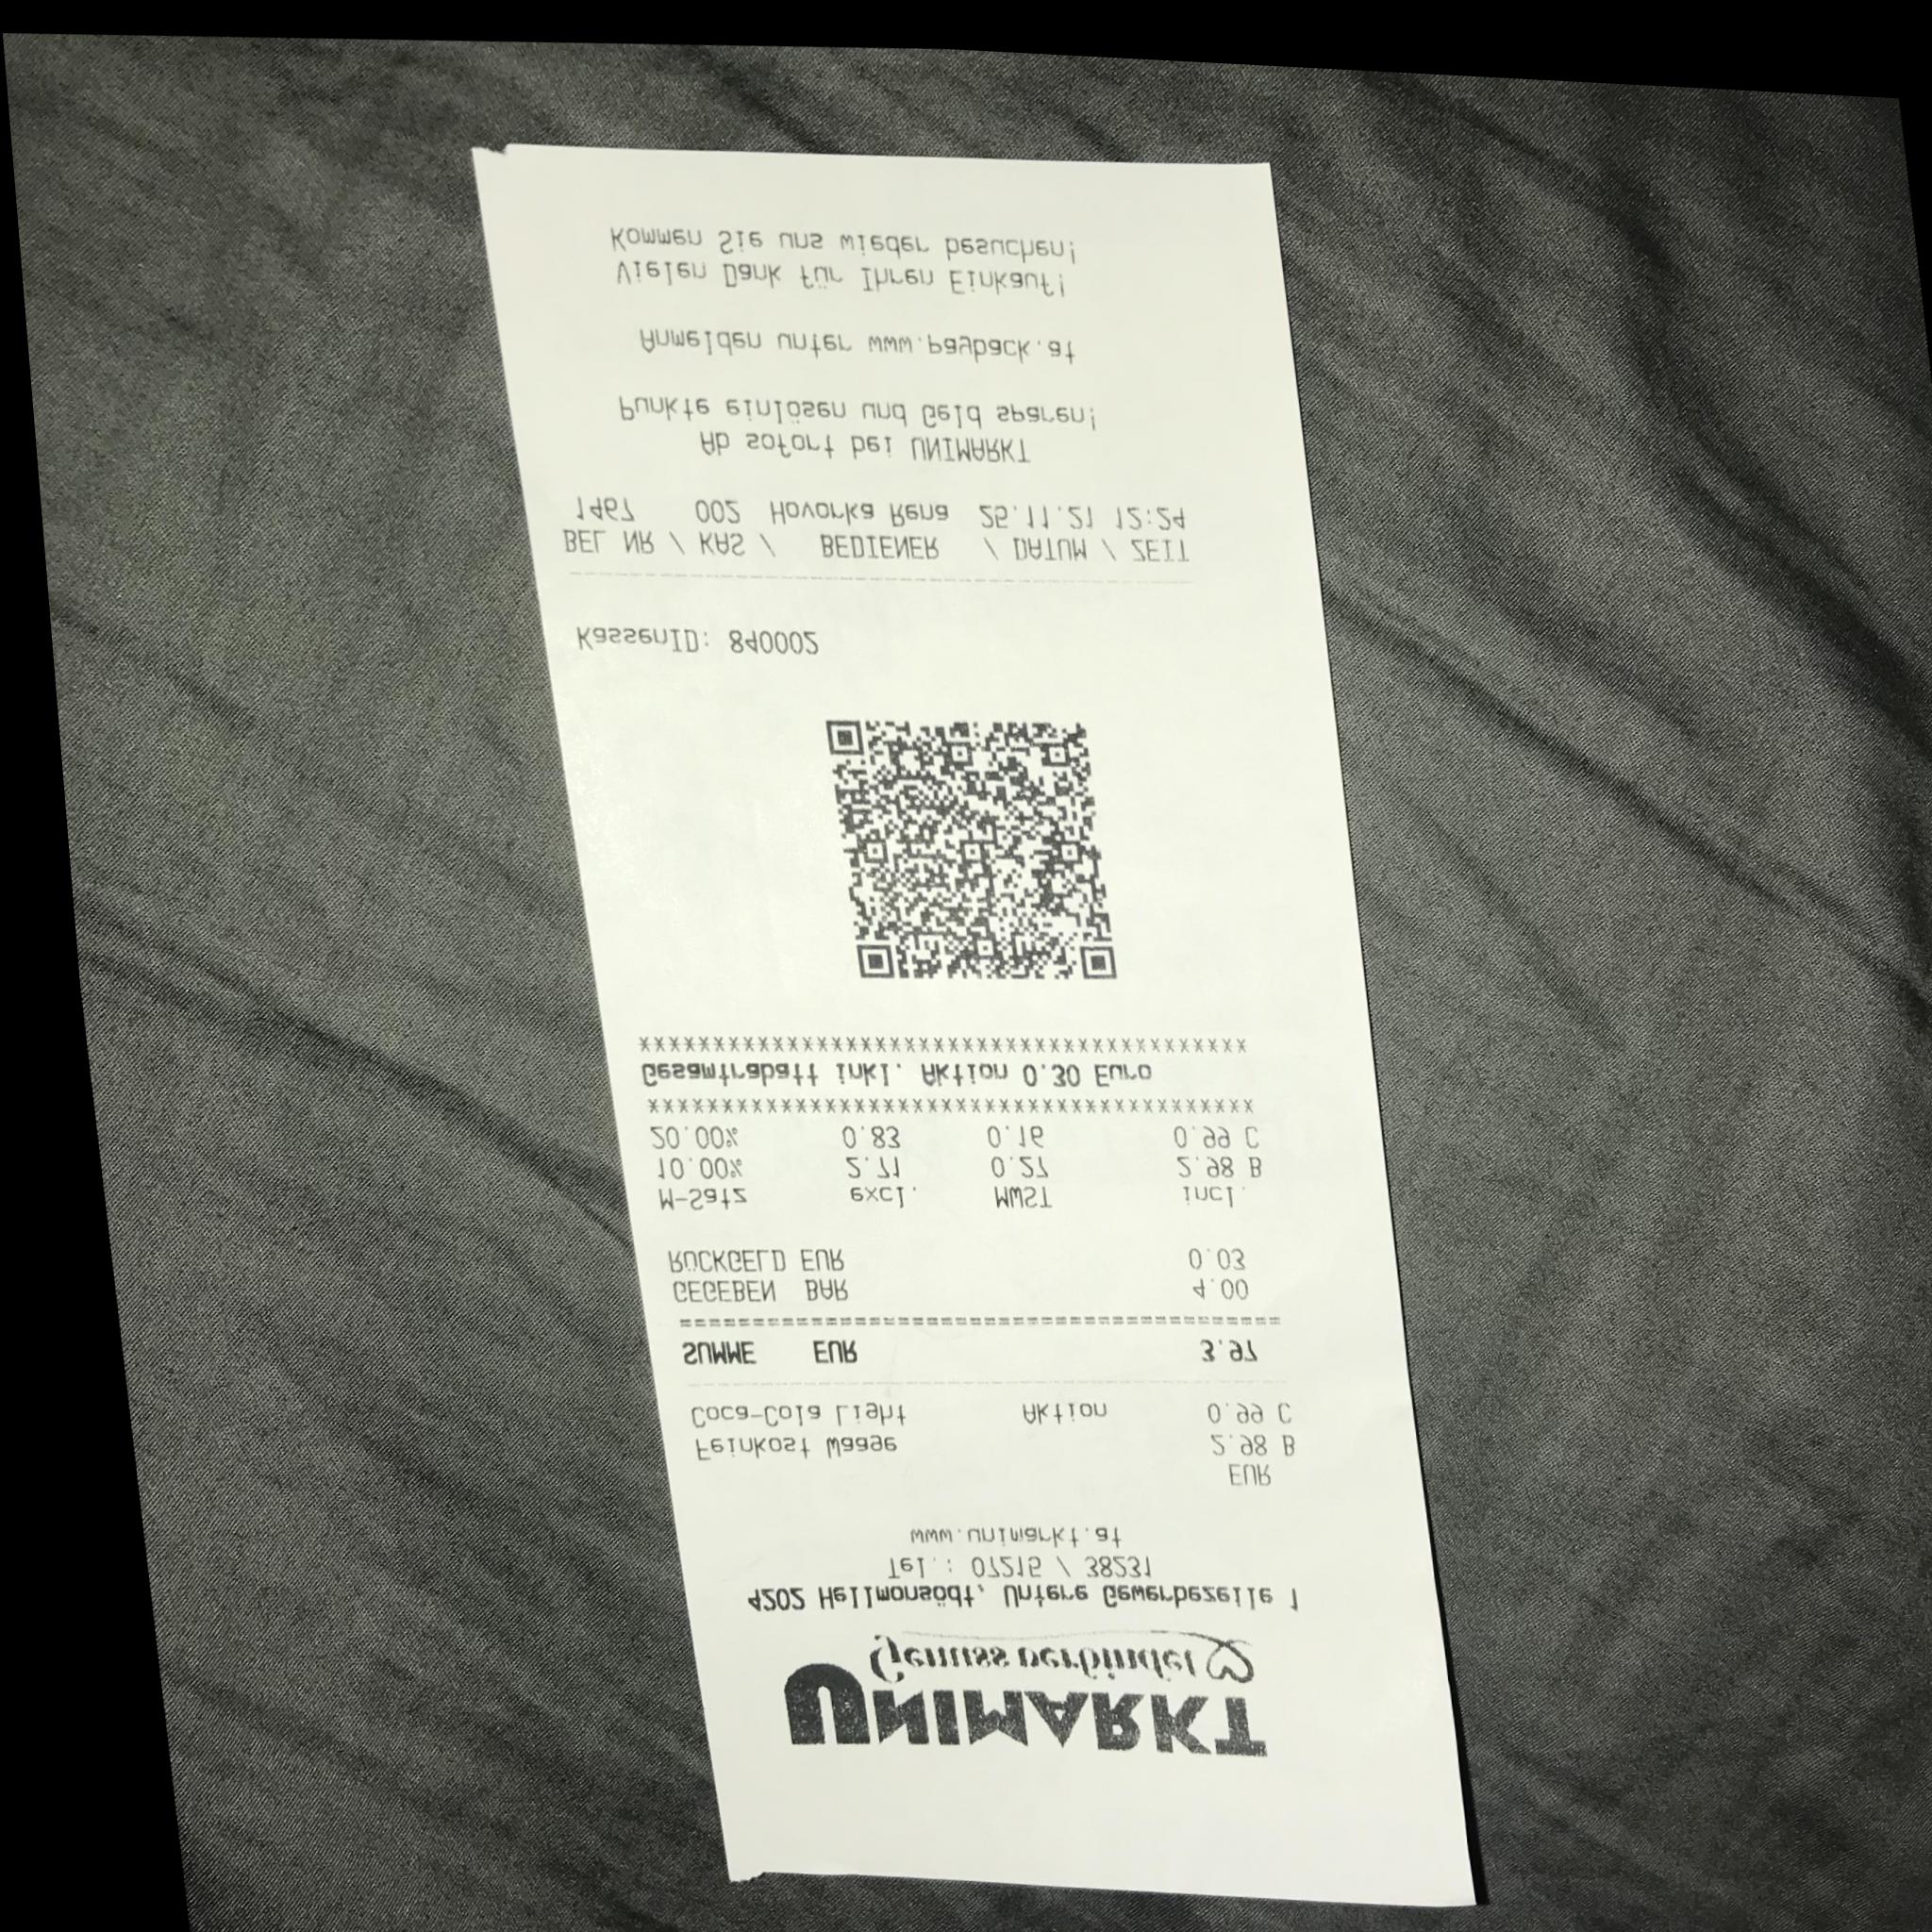 UNIMARKT
Genuss verbindet
4202 Hellmonsödt, Untere Gewerbezeile 1
Tel.: 07215 / 38231
www.unimarkt.at
EUR
Feinkost Waage 2.98 B
Coca-Cola Light Aktion 0.99 C
------------------------------------------
SUMME EUR 3.97
==========================================
GEGEBEN BAR 4.00
RÜCKGELD EUR 0.03
M-Satz excl. MWST incl.
10.00% 2.71 0.27 2.98 B
20.00% 0.83 0.16 0.99 C
******************************************
Gesamtrabatt inkl. Aktion 0.30 Euro
******************************************
KassenID: 840002
------------------------------------------
BEL NR / KAS / BEDIENER / DATUM / ZEIT
1467 002 Hovorka Rena 25.11.21 12:24
Ab sofort bei UNIMARKT
Punkte einlösen und Geld sparen!
Anmelden unter www.payback.at
Vielen Dank für Ihren Einkauf!
Kommen Sie uns wieder besuchen!